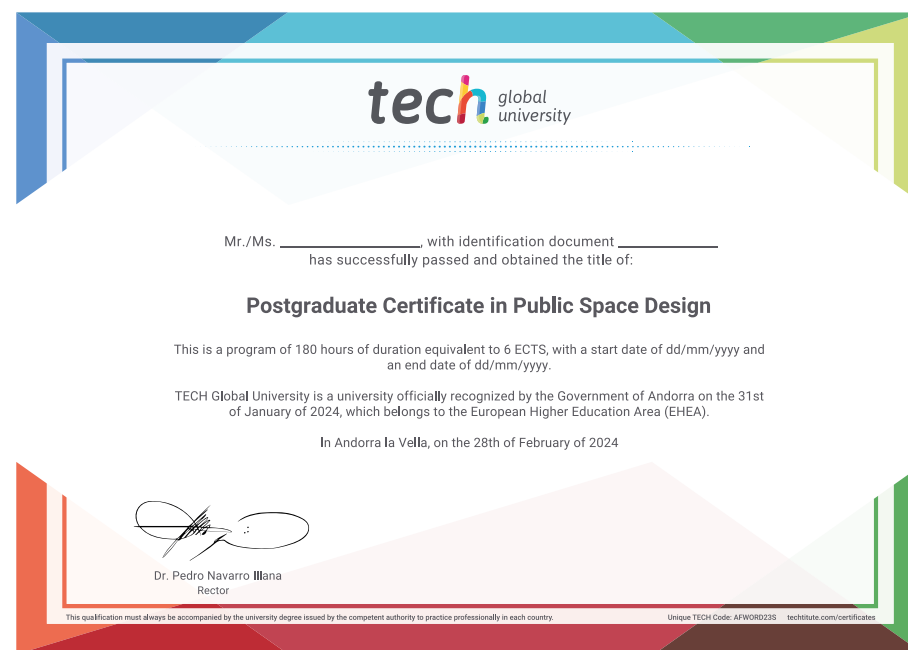 tech global
university
Mr./Ms. ____________, with identification document ____________
has successfully passed and obtained the title of:
Postgraduate Certificate in Public Space Design
This is a program of 180 hours of duration equivalent to 6 ECTS, with a start date of dd/mm/yyyy and
an end date of dd/mm/yyyy.
TECH Global University is a university officially recognized by the Government of Andorra on the 31st
of January of 2024, which belongs to the European Higher Education Area (EHEA).
In Andorra la Vella, on the 28th of February of 2024
Dr. Pedro Navarro Illana
Rector
This qualification must always be accompanied by the university degree issued by the competent authority to practice professionally in each country.
Unique TECH Code: AFWORD23S techtitute.com/certificates